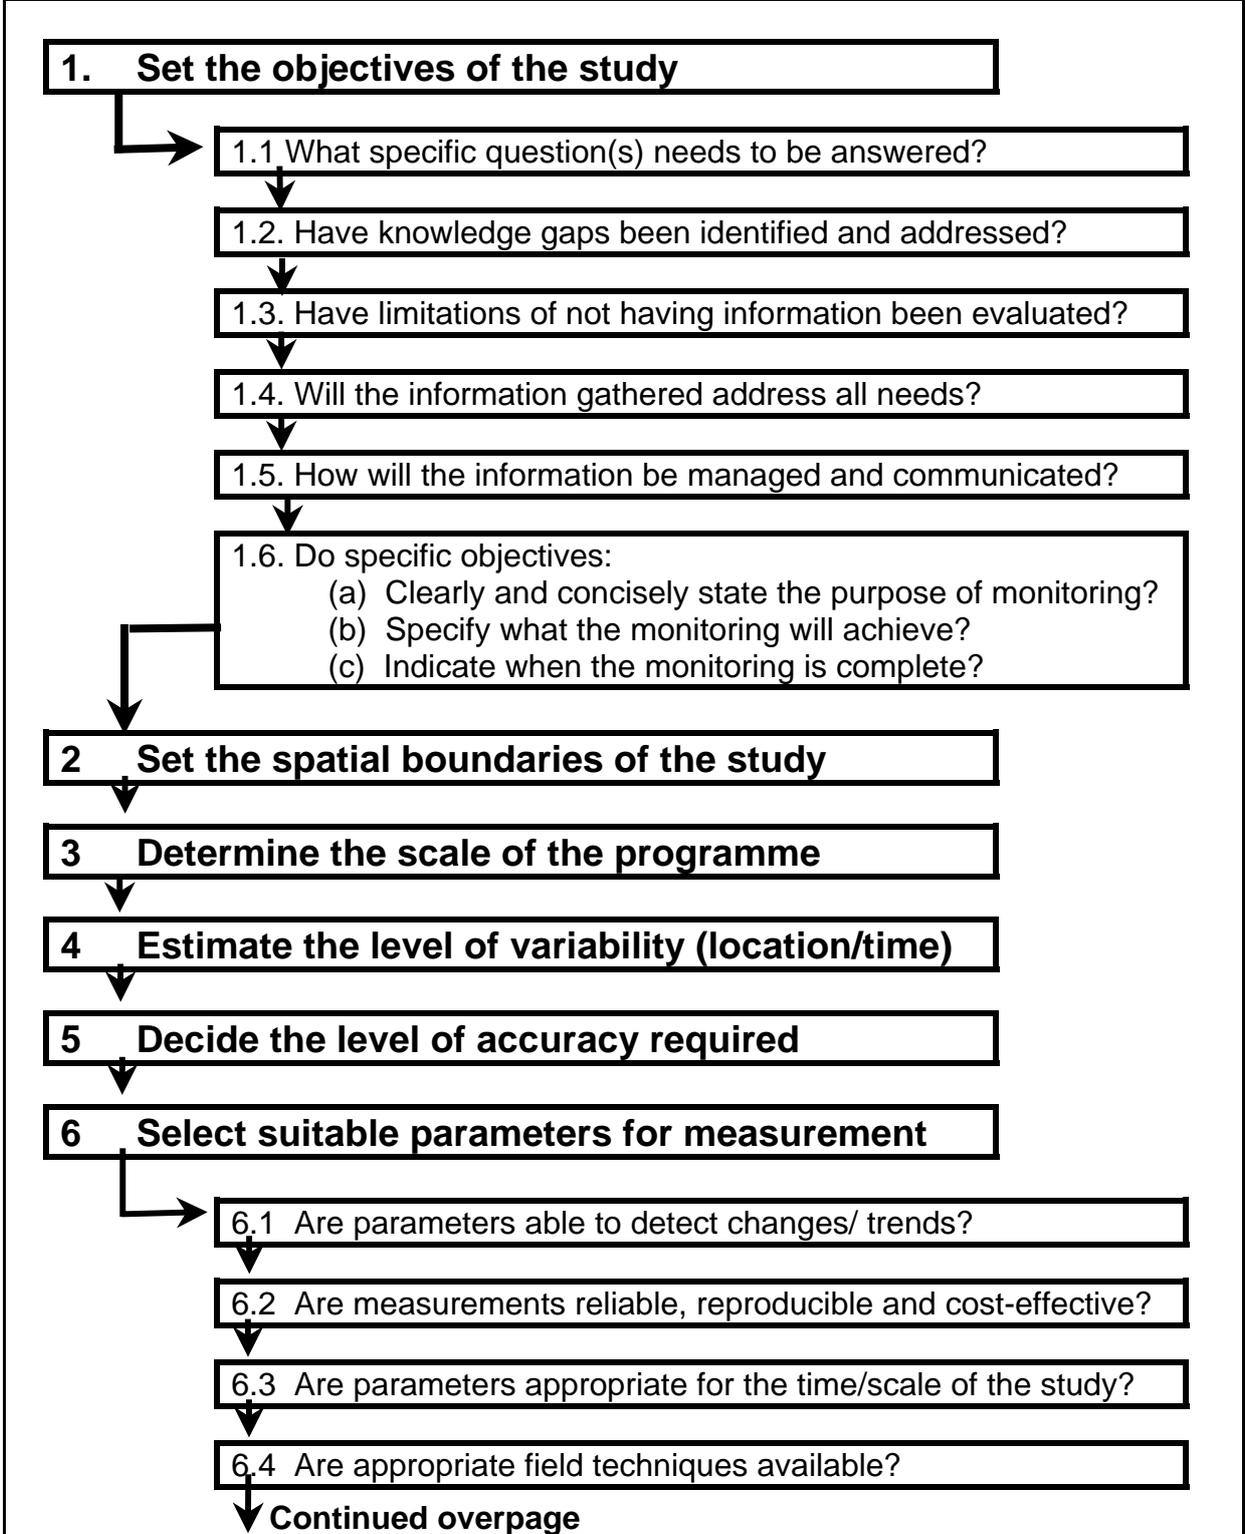 1. Set the objectives of the study
1.1 What specific question(s) needs to be answered?
1.2. Have knowledge gaps been identified and addressed?
1.3. Have limitations of not having information been evaluated?
1.4. Will the information gathered address all needs?
1.5. How will the information be managed and communicated?
1.6. Do specific objectives:
(a) Clearly and concisely state the purpose of monitoring?
(b) Specify what the monitoring will achieve?
(c) Indicate when the monitoring is complete?
2 Set the spatial boundaries of the study
3 Determine the scale of the programme
4 Estimate the level of variability (location/time)
5 Decide the level of accuracy required
6 Select suitable parameters for measurement
6.1 Are parameters able to detect changes/ trends?
6.2 Are measurements reliable, reproducible and cost-effective?
6.3 Are parameters appropriate for the time/scale of the study?
6.4 Are appropriate field techniques available?
Continued overpage